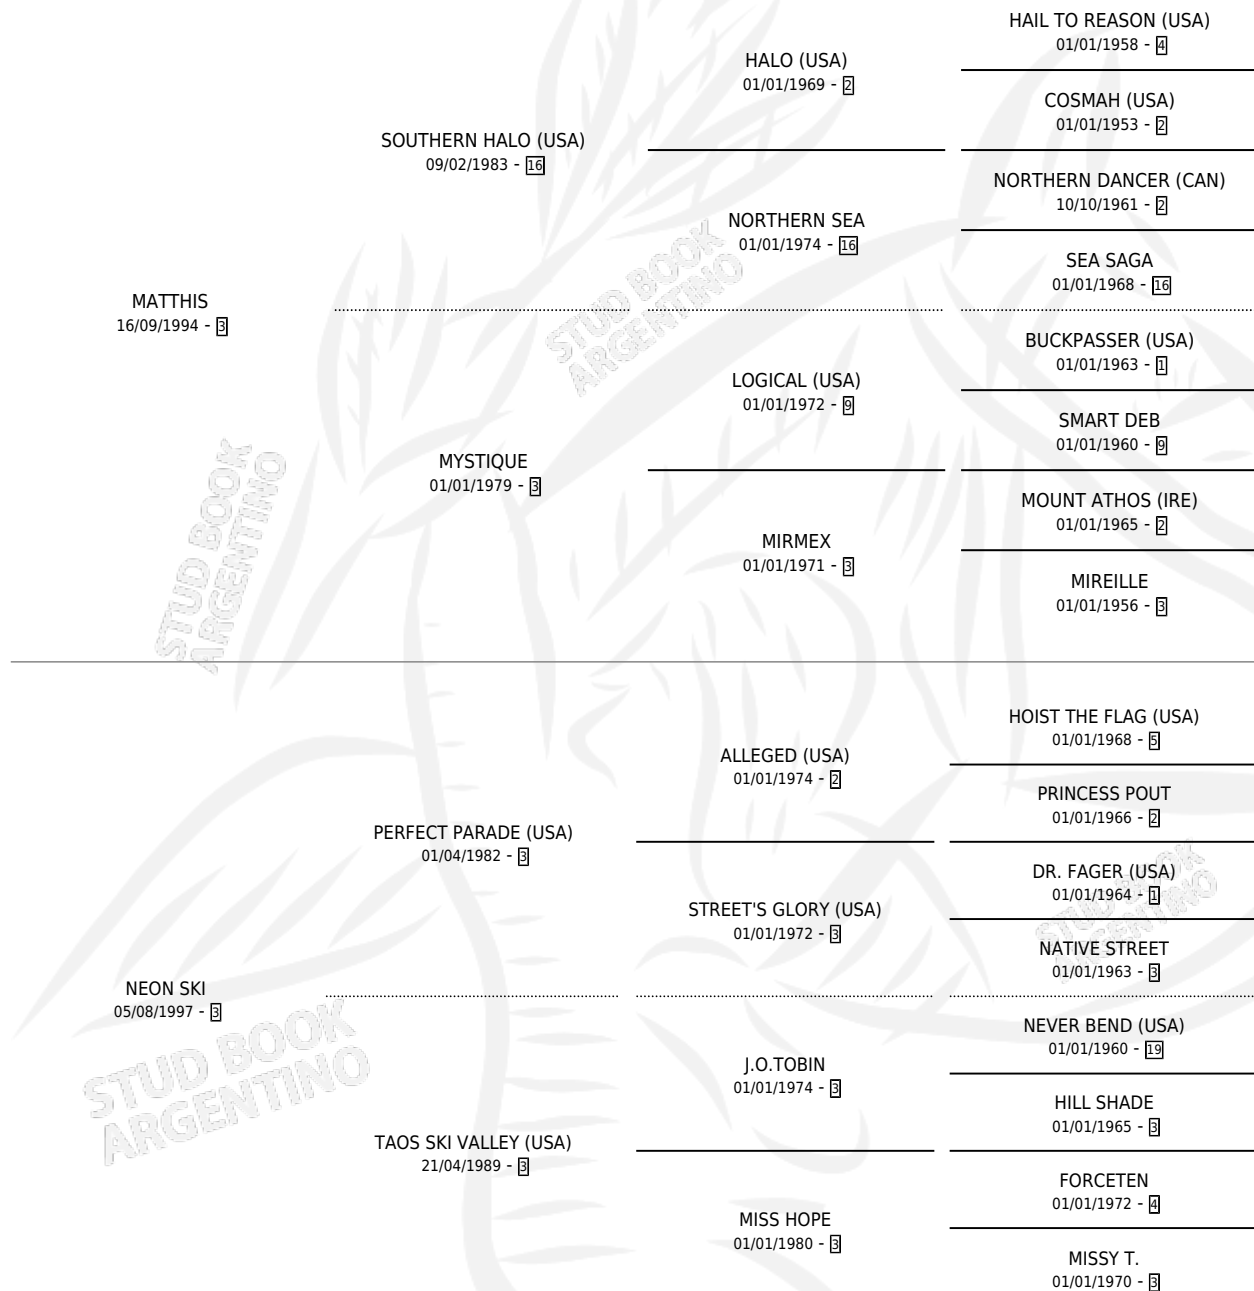 HAIL TO REASON (USA)
01/01/1958 - 4
HALO (USA)
01/01/1969 - 2
COSMAH (USA)
01/01/1953 - 2
SOUTHERN HALO (USA)
09/02/1983 - 16
NORTHERN DANCER (CAN)
10/10/1961 - 2
NORTHERN SEA
01/01/1974 - 16
SEA SAGA
01/01/1968 - 16
MATTHIS
16/09/1994 - 3
BUCKPASSER (USA)
01/01/1963 - 1
LOGICAL (USA)
01/01/1972 - 9
SMART DEB
01/01/1960 - 9
MYSTIQUE
01/01/1979 - 3
MOUNT ATHOS (IRE)
01/01/1965 - 2
MIRMEX
01/01/1971 - 3
MIREILLE
01/01/1956 - 3
HOIST THE FLAG (USA)
01/01/1968 - 5
ALLEGED (USA)
01/01/1974 - 2
PRINCESS POUT
01/01/1966 - 2
PERFECT PARADE (USA)
01/04/1982 - 3
DR. FAGER (USA)
01/01/1964 - 1
STREET'S GLORY (USA)
01/01/1972 - 3
NATIVE STREET
01/01/1963 - 3
NEON SKI
05/08/1997 - 3
NEVER BEND (USA)
01/01/1960 - 19
J.O.TOBIN
01/01/1974 - 3
HILL SHADE
01/01/1965 - 3
TAOS SKI VALLEY (USA)
21/04/1989 - 3
FORCETEN
01/01/1972 - 4
MISS HOPE
01/01/1980 - 3
MISSY T.
01/01/1970 - 3
STUD BOOK
ARGENTINO
STUD BOOK
ARGENTINO
STUD BOOK
ARGENTINO
STUD BOOK
ARGENTINO